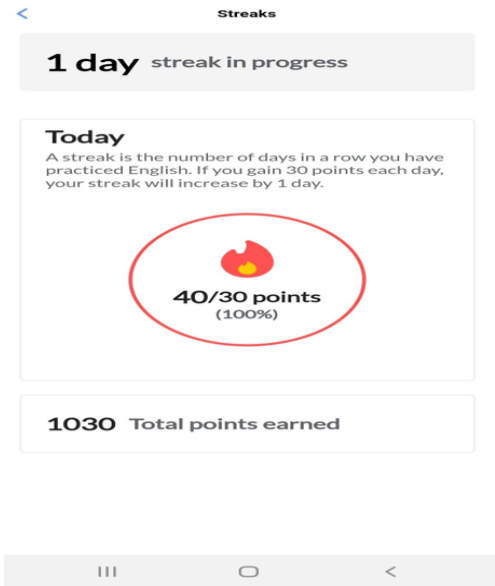 Streaks
1 day streak in progress
Today
A streak is the number of days in a row you have
practiced English. If you gain 30 points each day,
your streak will increase by 1 day.
40/30 points
(100%)
1030 Total points earned